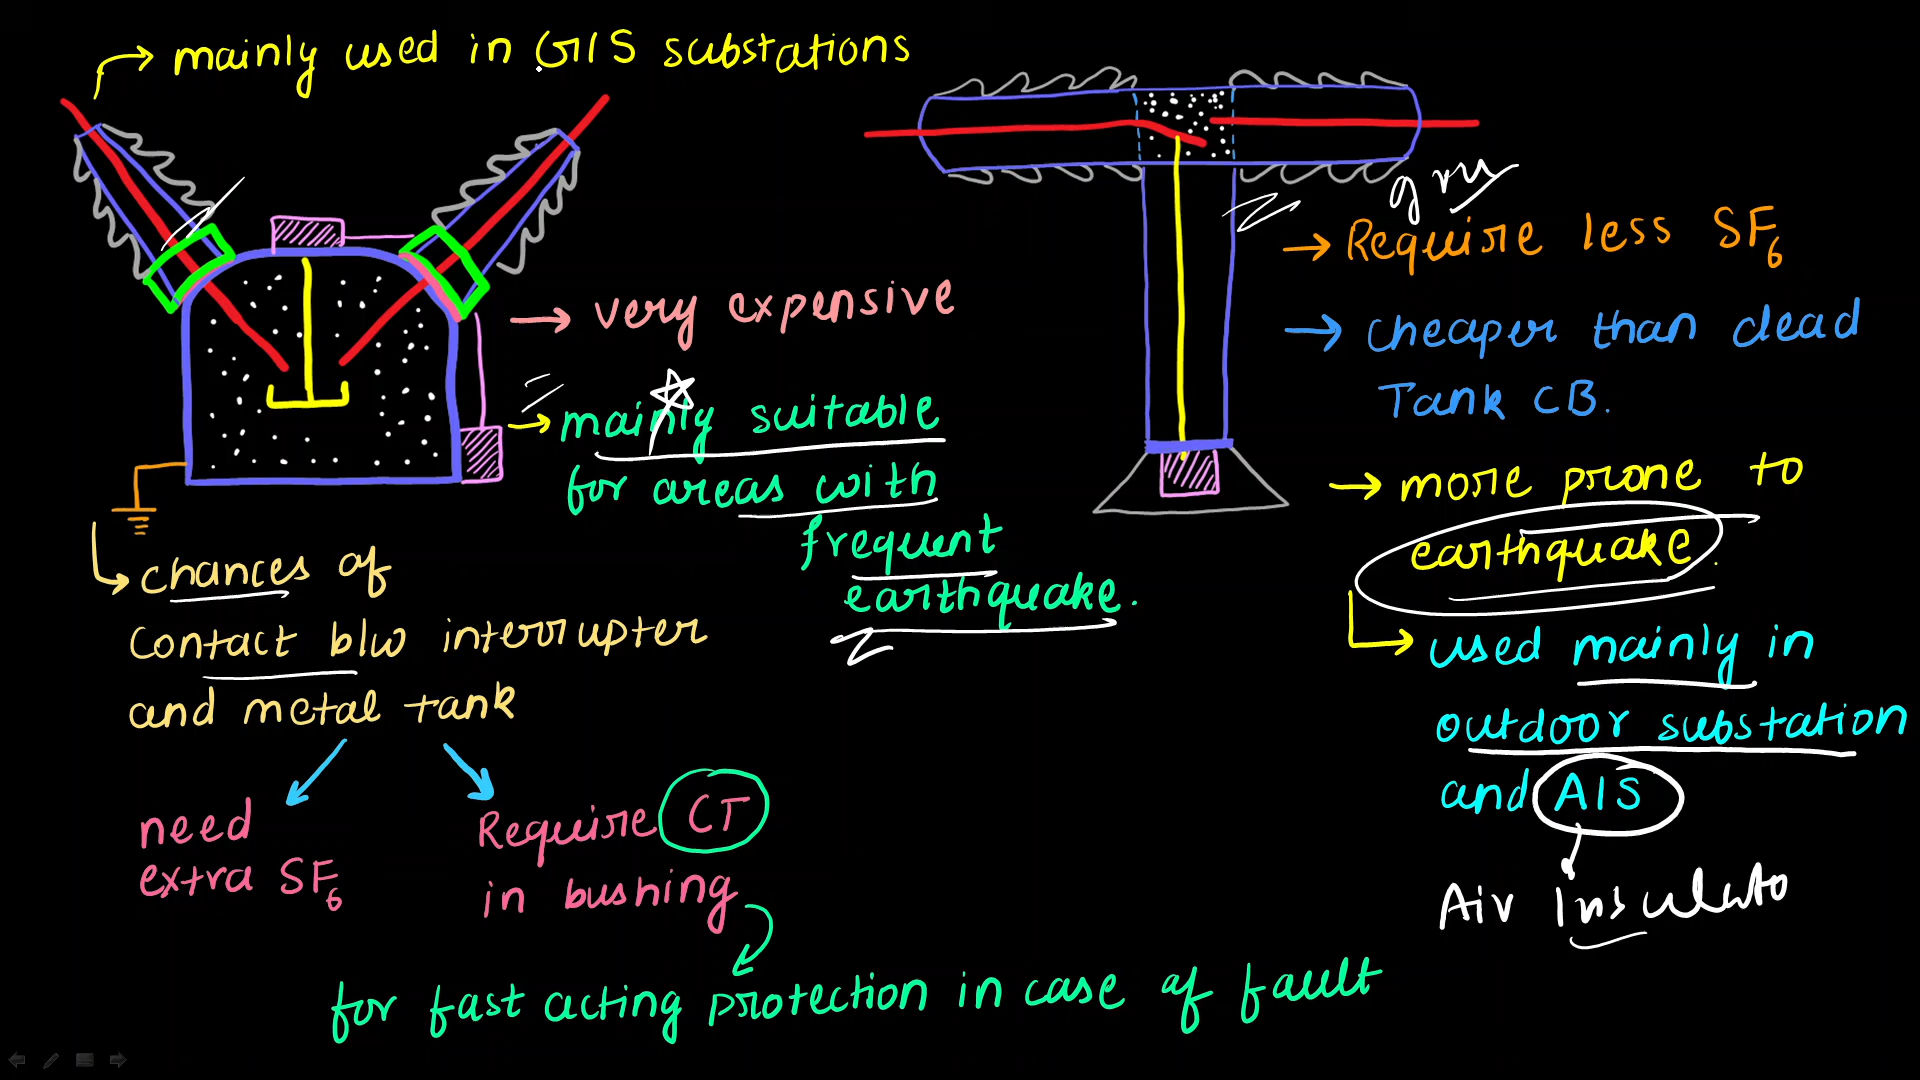 mainly used in GIS substations
very expensive
mainly suitable
for areas with
frequent
earthquake.
chances of
contact b/w interrupter
and metal tank
need
extra SF6
Require CT
in bushing
for fast acting protection in case of fault
Require less SF6
cheaper than dead
Tank CB.
more prone to
earthquake.
used mainly in
outdoor substation
and AIS
Air Insulato